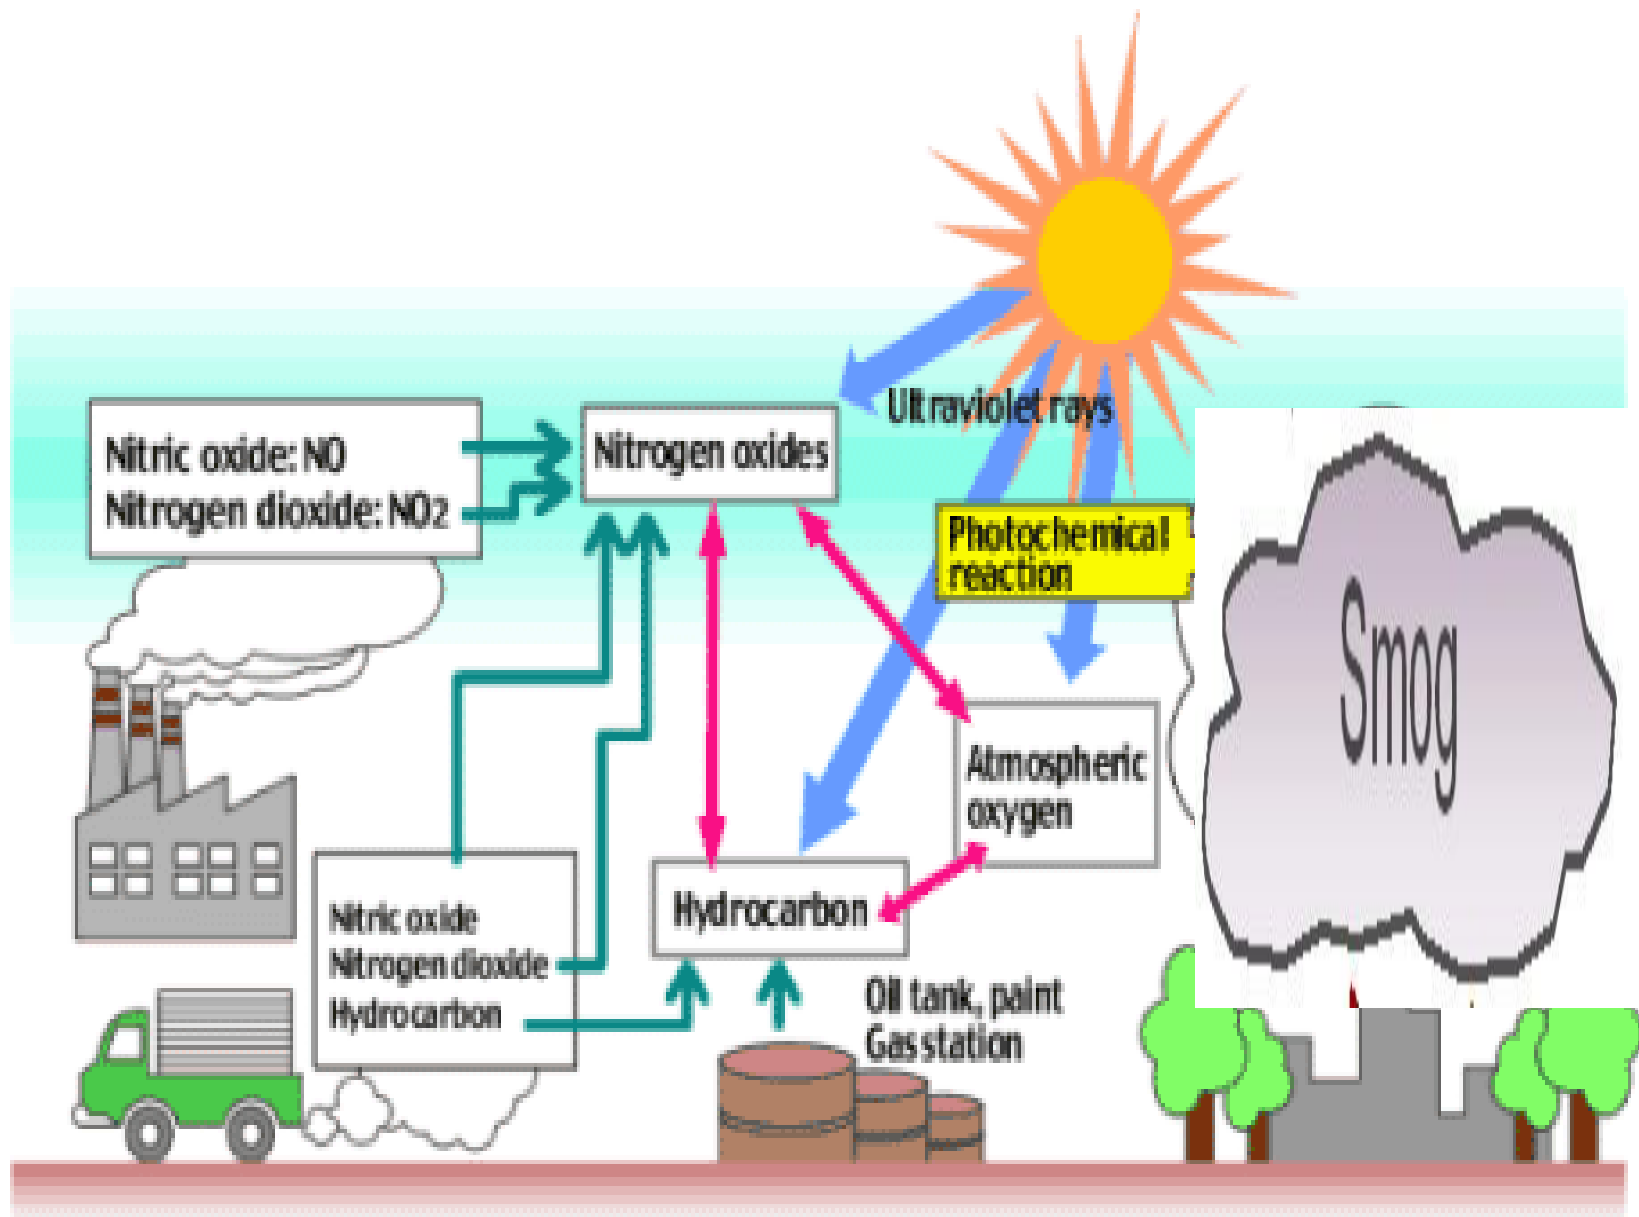 Ultraviolet rays
Nitric oxide: NO
Nitrogen dioxide: NO2
Nitrogen oxides
Photochemical
reaction
Smog
Atmospheric
oxygen
Nitric oxide
Nitrogen dioxide
Hydrocarbon
Hydrocarbon
Oil tank, paint
Gas station